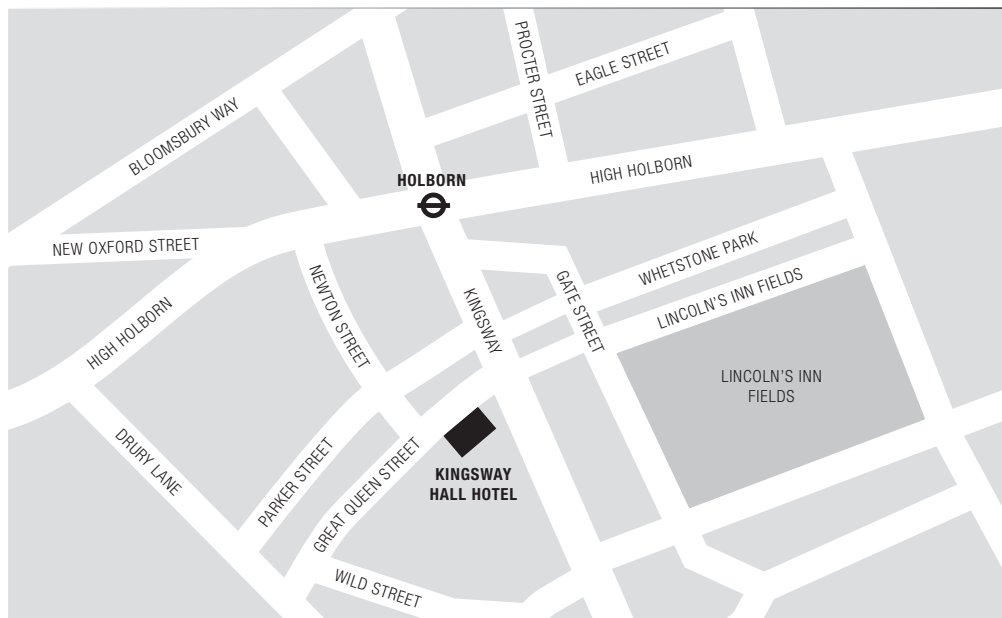 PROCTER STREET
EAGLE STREET
BLOOMSBURY WAY
HOLBORN
HIGH HOLBORN
NEW OXFORD STREET
WHETSTONE PARK
NEWTON STREET
KINGSWAY
GATE STREET
LINCOLN'S INN FIELDS
HIGH HOLBORN
LINCOLN'S INN
FIELDS
DRURY LANE
PARKER STREET
GREAT QUEEN STREET
KINGSWAY
HALL HOTEL
WILD STREET